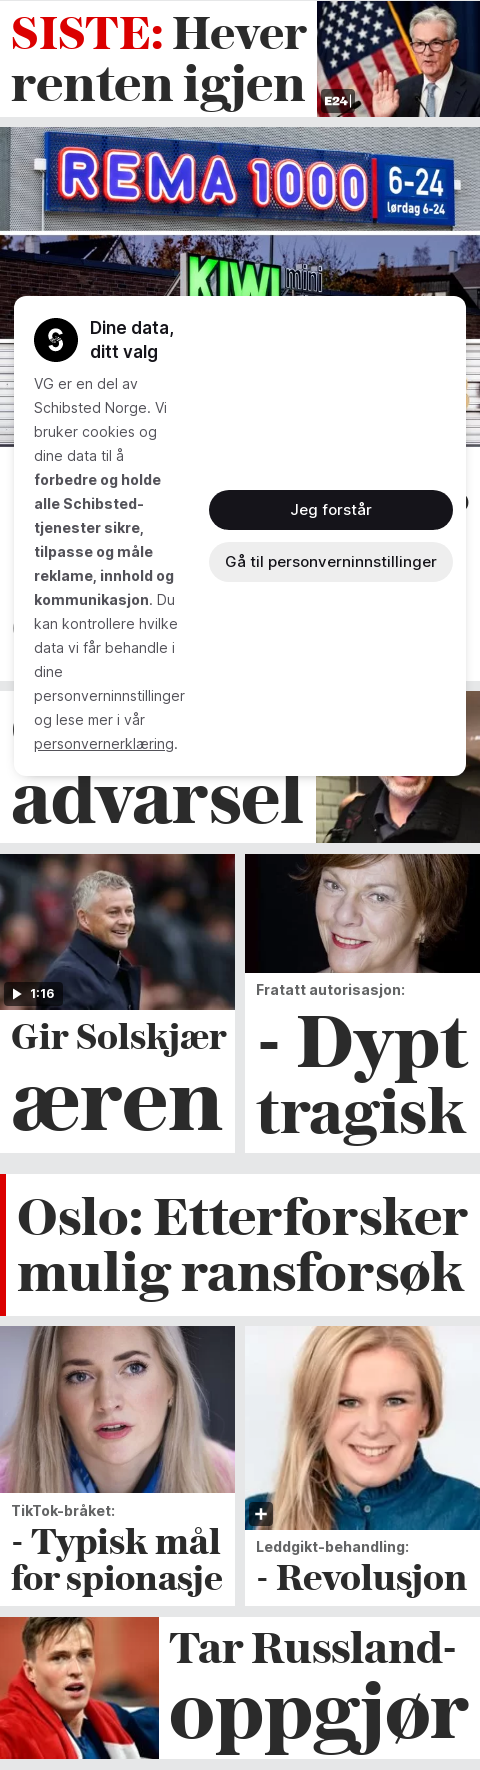 SISTE: Hever
renten igjen
E24
REMA 1000
6-24
lørdag 6-24
KIWI mini
Dine data,
ditt valg
VG er en del av
Schibsted Norge. Vi
bruker cookies og
dine data til å
forbedre og holde
alle Schibsted-
tjenester sikre,
tilpasse og måle
reklame, innhold og
kommunikasjon. Du
kan kontrollere hvilke
data vi får behandle i
dine
personverninnstillinger
og lese mer i vår
personvernerklæring.
Jeg forstår
Gå til personverninnstillinger
advarsel
1:16
Gir Solskjær
æren
Fratatt autorisasjon:
- Dypt
tragisk
Oslo: Etterforsker
mulig ransforsøk
TikTok-bråket:
- Typisk mål
for spionasje
Leddgikt-behandling:
- Revolusjon
Tar Russland-
oppgjør